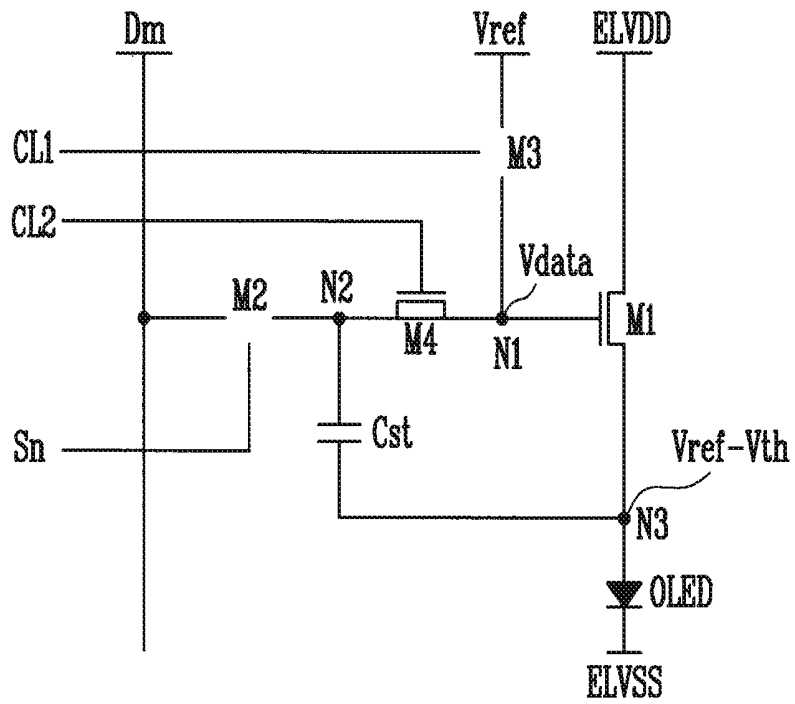 Dm
Vref
ELVDD
CL1
M3
CL2
Vdata
M2
N2
M1
M4
N1
Cst
Sn
Vref-Vth
N3
OLED
ELVSS